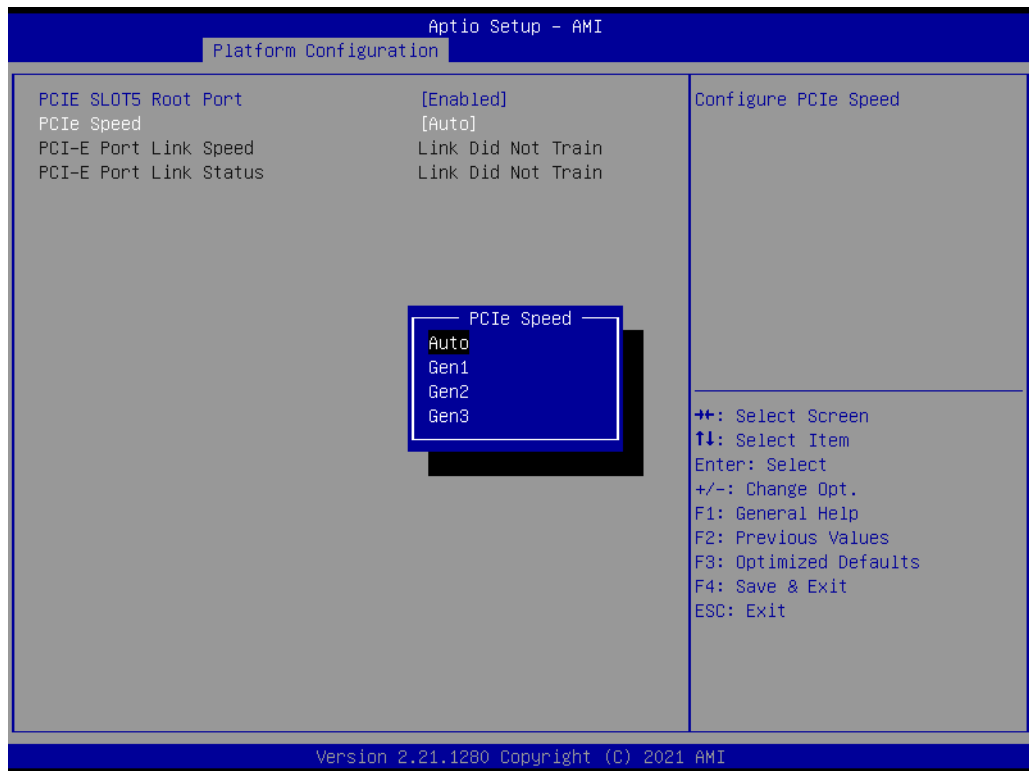 Aptio Setup – AMI
Platform Configuration
PCIE SLOT5 Root Port [Enabled] Configure PCIe Speed
PCIe Speed [Auto]
PCI-E Port Link Speed Link Did Not Train
PCI-E Port Link Status Link Did Not Train
PCIe Speed
Auto
Gen1
Gen2
Gen3
→←: Select Screen
↑↓: Select Item
Enter: Select
+/-: Change Opt.
F1: General Help
F2: Previous Values
F3: Optimized Defaults
F4: Save & Exit
ESC: Exit
Version 2.21.1280 Copyright (C) 2021 AMI